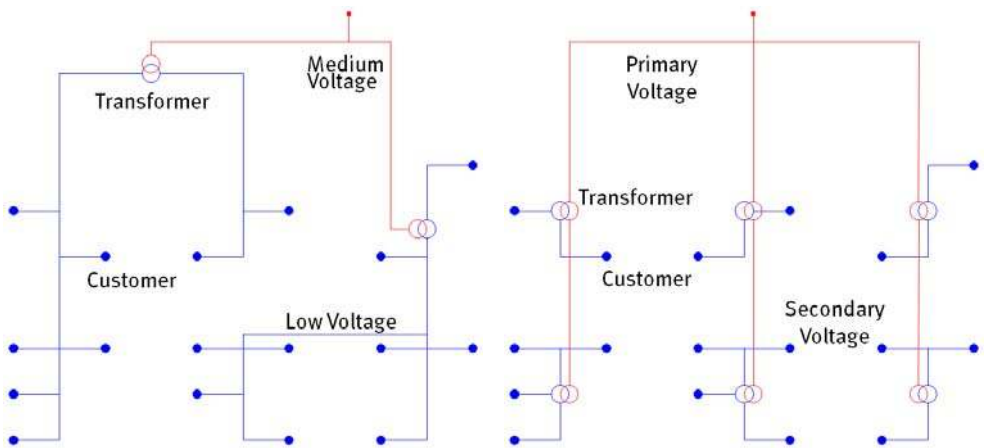 Medium
Voltage
Transformer
Customer
Low Voltage
Primary
Voltage
Transformer
Customer
Secondary
Voltage